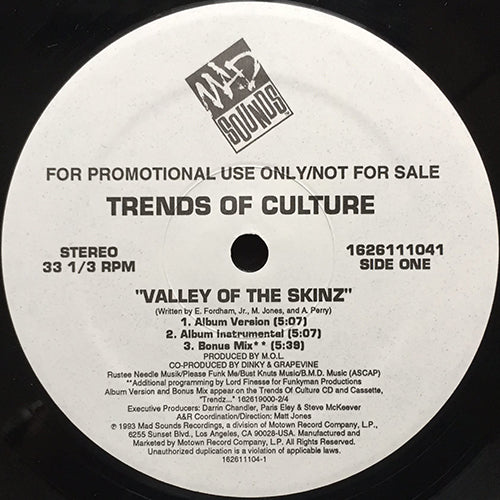 MAD
SOUNDS
FOR PROMOTIONAL USE ONLY/NOT FOR SALE
TRENDS OF CULTURE
STEREO
33 1/3 RPM
1626111041
SIDE ONE
"VALLEY OF THE SKINZ"
(Written by E. Fordham, Jr., M. Jones, and A. Perry)
1. Album Version (5:07)
2. Album Instrumental (5:07)
3. Bonus Mix** (5:39)
PRODUCED BY M.O.L.
CO-PRODUCED BY DINKY & GRAPEVINE
Rustee Needle Musik/Please Funk Me/Bust Knuts Music/B.M.D. Music (ASCAP)
**Additional programming by Lord Finesse for Funkyman Productions
Album Version and Bonus Mix appear on the Trends Of Culture CD and Cassette,
"Trendz..." 162619000-2/4
Executive Producers: Darrin Chandler, Paris Eley & Steve McKeever
A&R Coordination/Direction: Matt Jones
℗ 1993 Mad Sounds Recordings, a division of Motown Record Company, L.P.,
6255 Sunset Blvd., Los Angeles, CA 90028-USA. Manufactured and
Marketed by Motown Record Company, L.P. All Rights Reserved.
Unauthorized duplication is a violation of applicable laws.
162611104-1